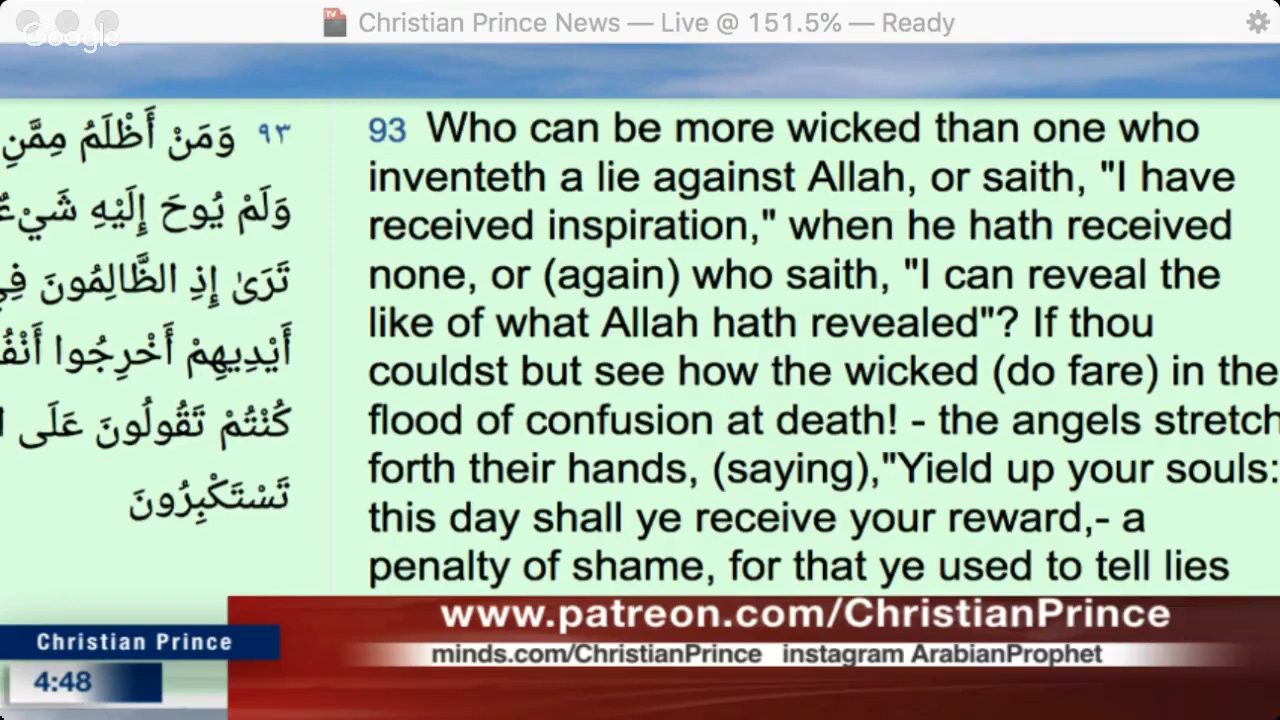 Christian Prince News — Live @ 151.5% — Ready
Google
٩٣ وَمَنْ أَظْلَمُ مِمَّنِ
وَلَمْ يُوحَ إِلَيْهِ شَيْءٌ
تَرَىٰ إِذِ الظَّالِمُونَ فِي
أَيْدِيهِمْ أَخْرِجُوا
كُنْتُمْ تَقُولُونَ عَلَى
تَسْتَكْبِرُونَ
93 Who can be more wicked than one who
inventeth a lie against Allah, or saith, "I have
received inspiration," when he hath received
none, or (again) who saith, "I can reveal the
like of what Allah hath revealed"? If thou
couldst but see how the wicked (do fare) in the
flood of confusion at death! - the angels stretch
forth their hands, (saying),"Yield up your souls:
this day shall ye receive your reward,- a
penalty of shame, for that ye used to tell lies
www.patreon.com/ChristianPrince
Christian Prince
minds.com/ChristianPrince instagram ArabianProphet
4:48